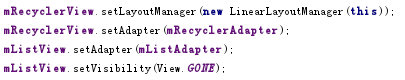 mRecyclerView.setLayoutManager(new LinearLayoutManager(this));
mRecyclerView.setAdapter(mRecyclerAdapter);
mListView.setAdapter(mListAdapter);
mListView.setVisibility(View.GONE);